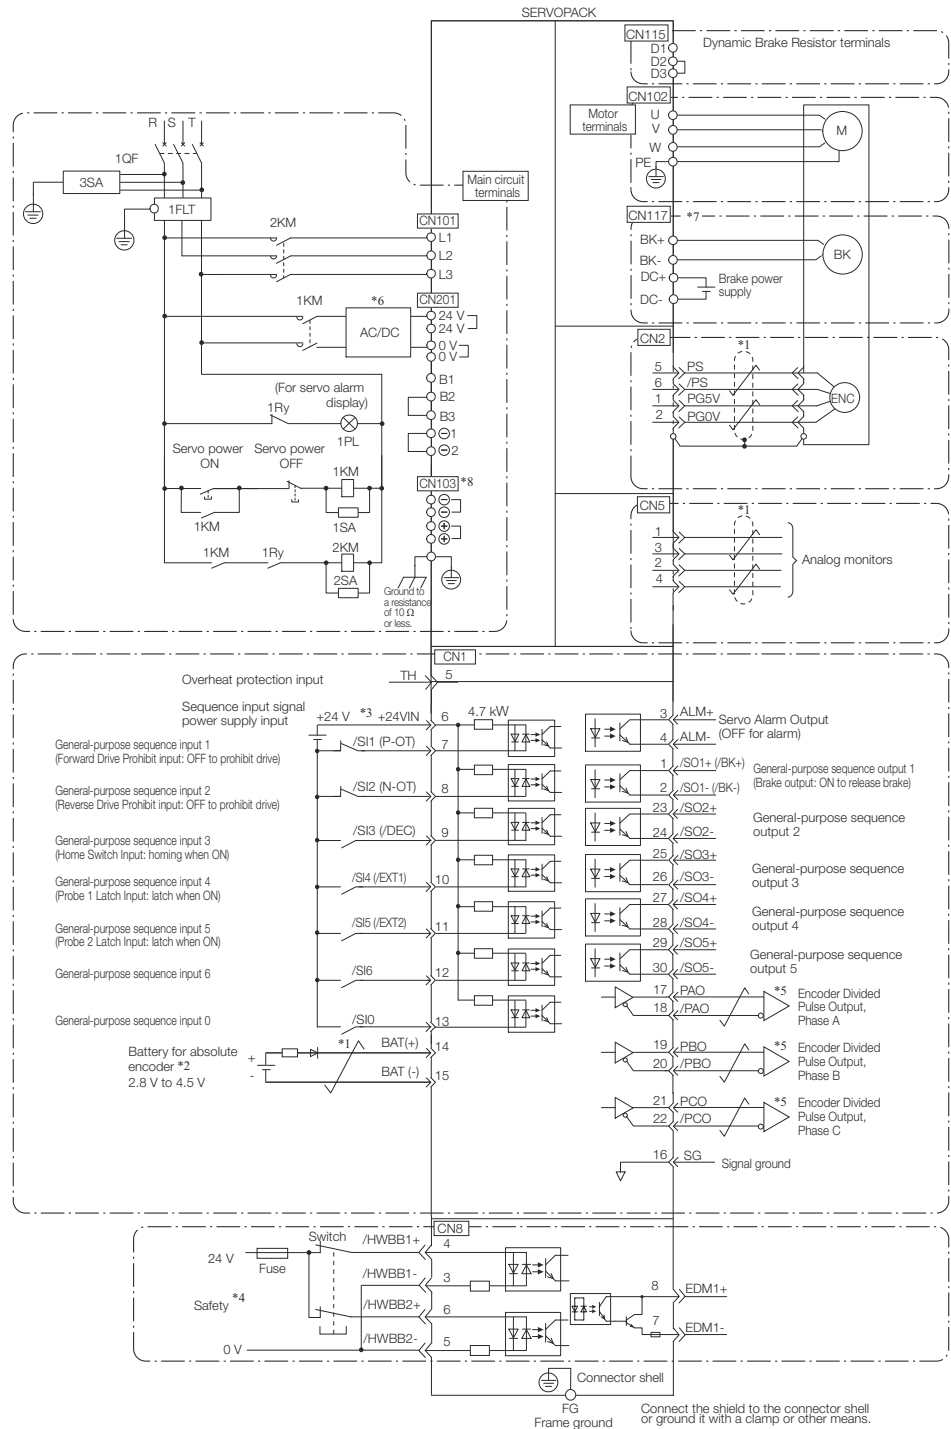 SERVOPACK
CN115
D1
D2
D3
Dynamic Brake Resistor terminals
CN102
Motor
terminals
U
V
W
PE
M
CN117 *7
BK+
BK-
DC+
DC-
BK
Brake power
supply
CN2
*1
5 PS
6 /PS
1 PG5V
2 PG0V
ENC
CN5
*1
1
3
2
4
Analog monitors
R S T
1QF
3SA
1FLT
Main circuit
terminals
2KM
CN101
L1
L2
L3
1KM
*6
AC/DC
CN201
24 V
24 V
0 V
0 V
B1
B2
B3
⊖1
⊖2
(For servo alarm
display)
1Ry
1PL
Servo power
ON
Servo power
OFF
1KM
1KM
1SA
CN103 *8
⊖
⊖
⊕
⊕
1KM
1Ry
2KM
2SA
Ground to
a resistance
of 10 Ω
or less.
CN1
Overheat protection input
TH 5
Sequence input signal
power supply input
+24 V *3 +24VIN 6
4.7 kW
General-purpose sequence input 1
(Forward Drive Prohibit input: OFF to prohibit drive)
/SI1 (P-OT) 7
General-purpose sequence input 2
(Reverse Drive Prohibit input: OFF to prohibit drive)
/SI2 (N-OT) 8
General-purpose sequence input 3
(Home Switch Input: homing when ON)
/SI3 (/DEC) 9
General-purpose sequence input 4
(Probe 1 Latch Input: latch when ON)
/SI4 (/EXT1) 10
General-purpose sequence input 5
(Probe 2 Latch Input: latch when ON)
/SI5 (/EXT2) 11
General-purpose sequence input 6
/SI6 12
General-purpose sequence input 0
/SI0 13
Battery for absolute
encoder *2
2.8 V to 4.5 V
+
-
*1
BAT(+) 14
BAT (-) 15
3 ALM+
4 ALM-
Servo Alarm Output
(OFF for alarm)
1 /SO1+ (/BK+)
2 /SO1- (/BK-)
General-purpose sequence output 1
(Brake output: ON to release brake)
23 /SO2+
24 /SO2-
General-purpose sequence
output 2
25 /SO3+
26 /SO3-
General-purpose sequence
output 3
27 /SO4+
28 /SO4-
General-purpose sequence
output 4
29 /SO5+
30 /SO5-
General-purpose sequence
output 5
17 PAO
18 /PAO
*5 Encoder Divided
Pulse Output,
Phase A
19 PBO
20 /PBO
*5 Encoder Divided
Pulse Output,
Phase B
21 PCO
22 /PCO
*5 Encoder Divided
Pulse Output,
Phase C
16 SG
Signal ground
CN8
24 V
Fuse
Switch
/HWBB1+ 4
/HWBB1- 3
Safety *4
/HWBB2+ 6
/HWBB2- 5
0 V
8 EDM1+
7 EDM1-
Connector shell
FG
Frame ground
Connect the shield to the connector shell
or ground it with a clamp or other means.